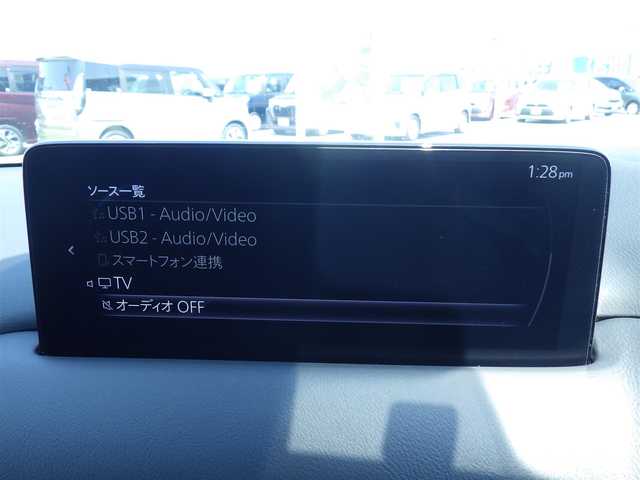 1:28pm
ソース一覧
USB1 - Audio/Video
USB2 - Audio/Video
スマートフォン連携
TV
オーディオ OFF